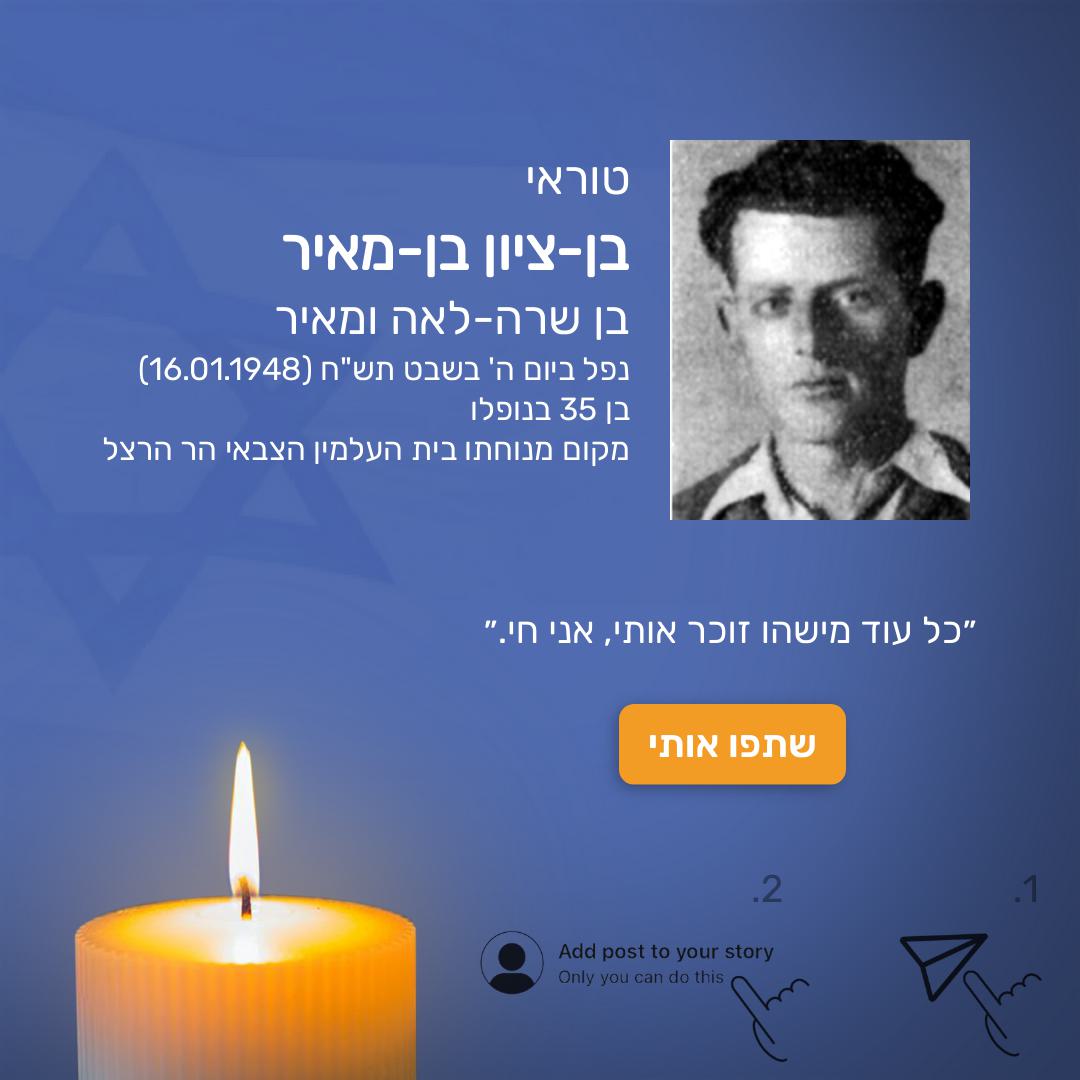 טוראי
בן-ציון בן-מאיר
בן שרה-לאה ומאיר
נפל ביום ה' בשבט תש"ח (16.01.1948)
בן 35 בנופלו
מקום מנוחתו בית העלמין הצבאי הר הרצל
״כל עוד מישהו זוכר אותי, אני חי.״
שתפו אותי
1.
2.
Add post to your story
Only you can do this